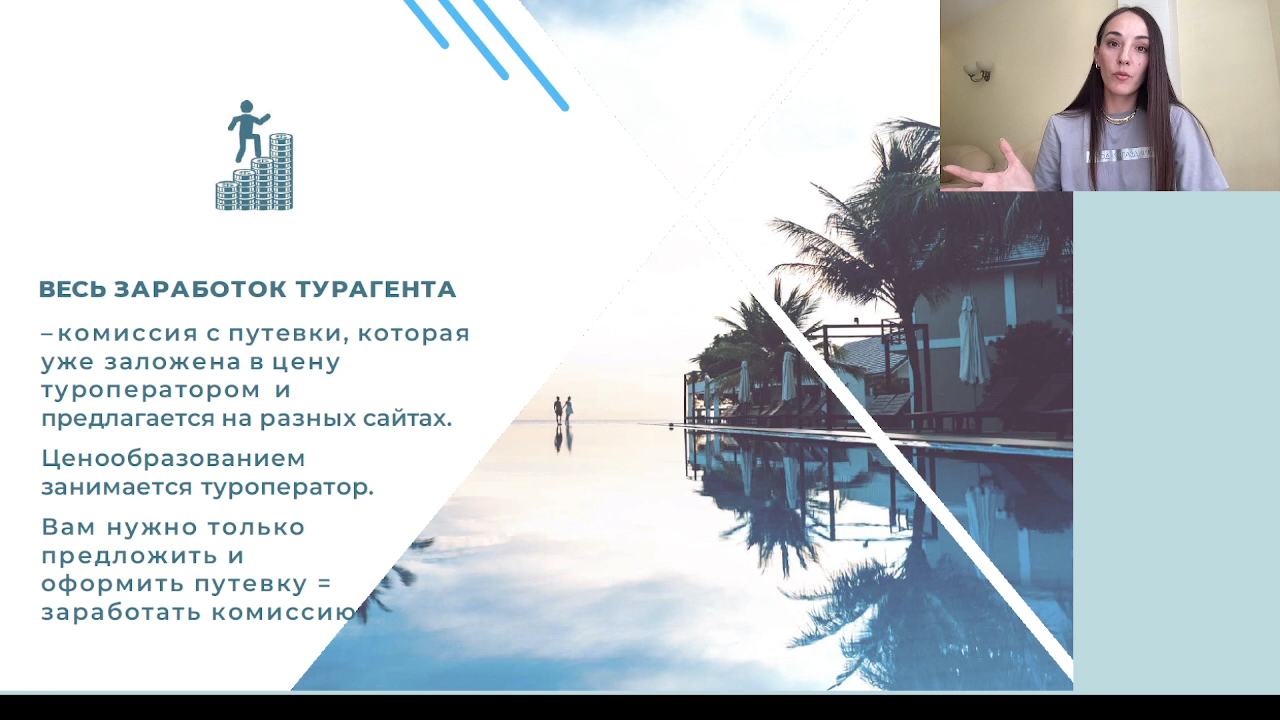 ВЕСЬ ЗАРАБОТОК ТУРАГЕНТА
– комиссия с путевки, которая
уже заложена в цену
туроператором и
предлагается на разных сайтах.
Ценообразованием
занимается туроператор.
Вам нужно только
предложить и
оформить путевку =
заработать комиссию